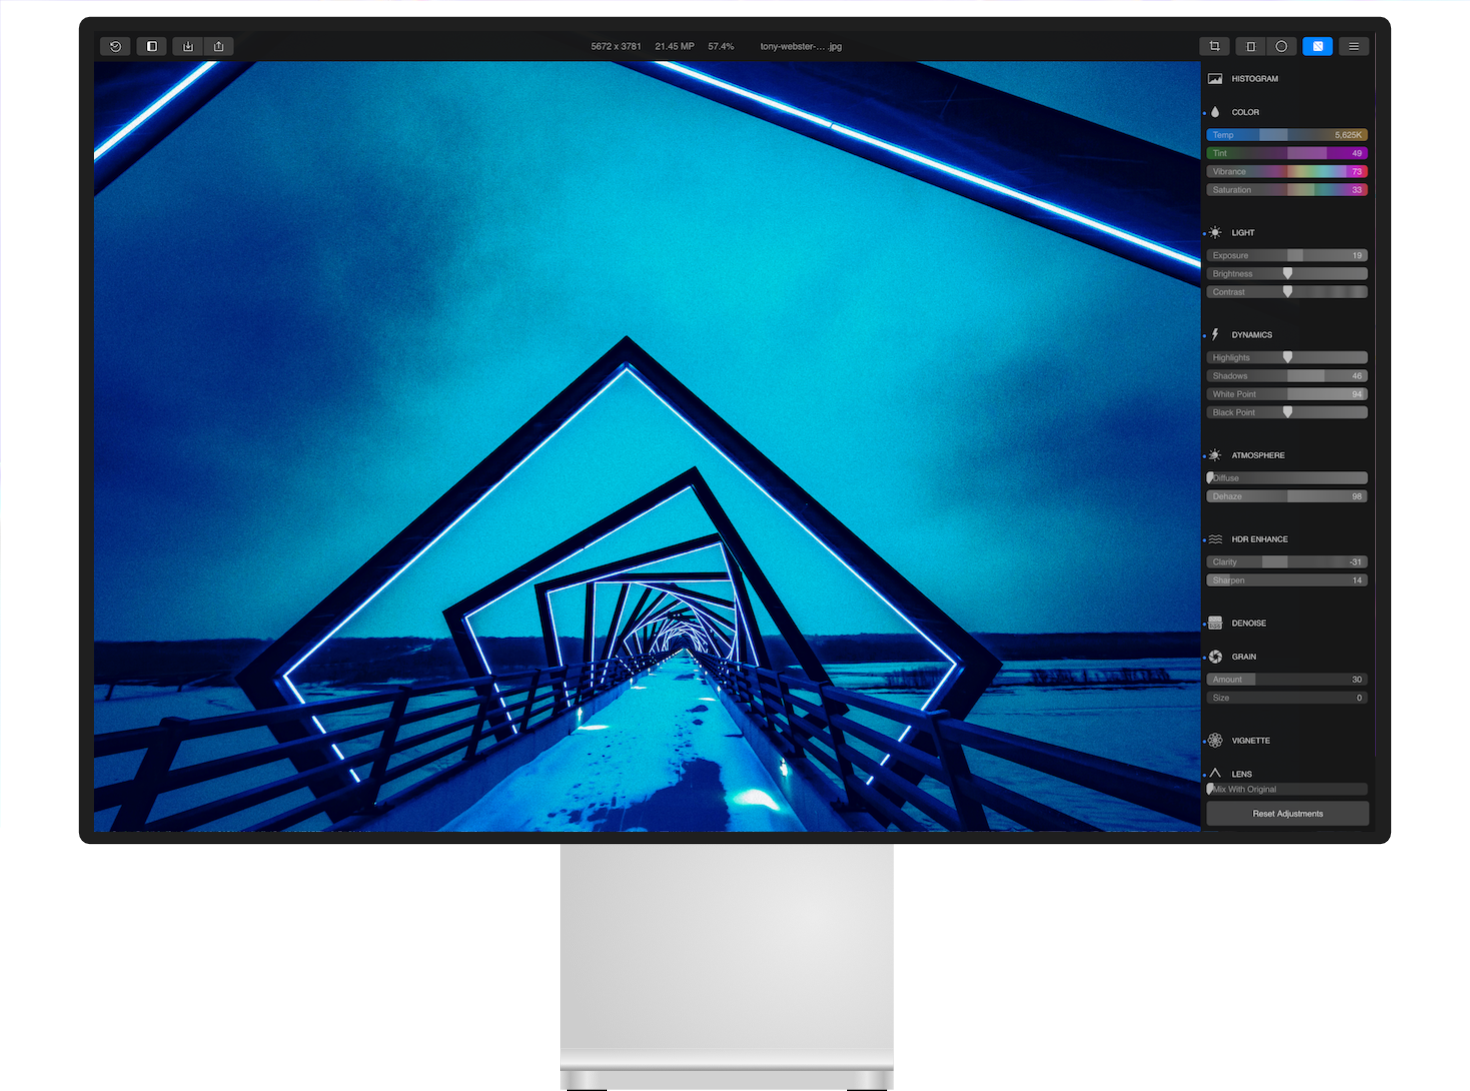 5672 x 3781 21.45 MP 57.4% tony-webster-... .jpg
HISTOGRAM
COLOR
Temp 5,625K
Tint 49
Vibrance 73
Saturation 33
LIGHT
Exposure 19
Brightness
Contrast
DYNAMICS
Highlights
Shadows 46
White Point 94
Black Point
ATMOSPHERE
Diffuse
Dehaze 98
HDR ENHANCE
Clarity -31
Sharpen 14
DENOISE
GRAIN
Amount 30
Size 0
VIGNETTE
LENS
Mix With Original
Reset Adjustments